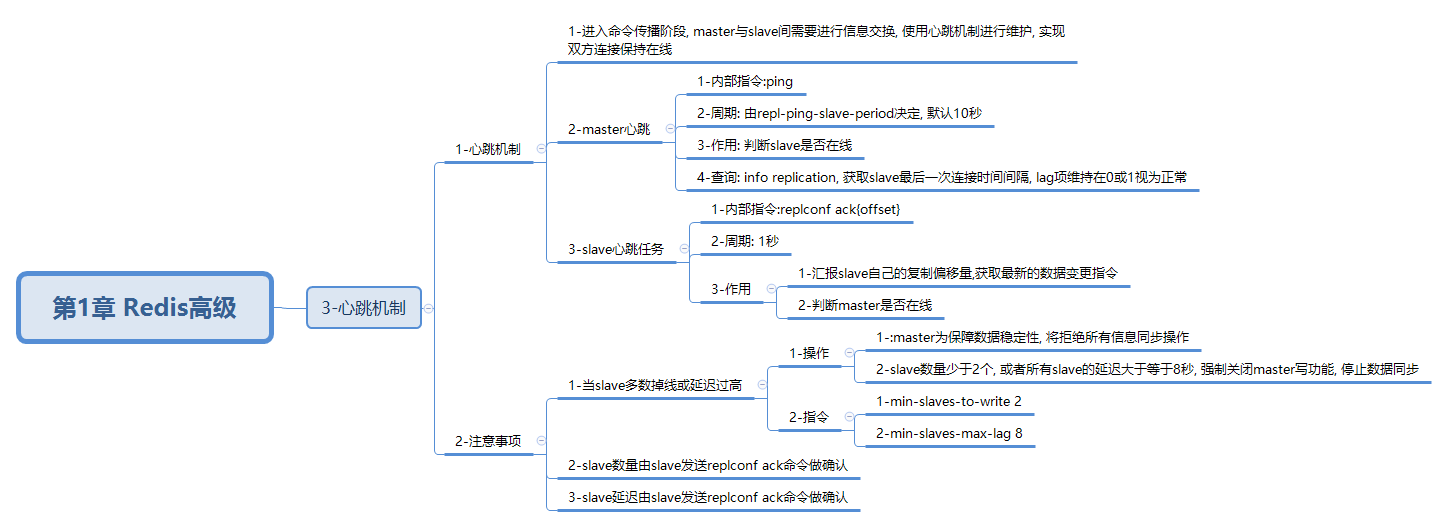 第1章 Redis高级
3-心跳机制
1-心跳机制
1-进入命令传播阶段, master与slave间需要进行信息交换, 使用心跳机制进行维护, 实现
双方连接保持在线
2-master心跳
1-内部指令:ping
2-周期: 由repl-ping-slave-period决定, 默认10秒
3-作用: 判断slave是否在线
4-查询: info replication, 获取slave最后一次连接时间间隔, lag项维持在0或1视为正常
3-slave心跳任务
1-内部指令:replconf ack{offset}
2-周期: 1秒
3-作用
1-汇报slave自己的复制偏移量,获取最新的数据变更指令
2-判断master是否在线
2-注意事项
1-当slave多数掉线或延迟过高
1-操作
1-:master为保障数据稳定性, 将拒绝所有信息同步操作
2-slave数量少于2个, 或者所有slave的延迟大于等于8秒, 强制关闭master写功能, 停止数据同步
2-指令
1-min-slaves-to-write 2
2-min-slaves-max-lag 8
2-slave数量由slave发送replconf ack命令做确认
3-slave延迟由slave发送replconf ack命令做确认